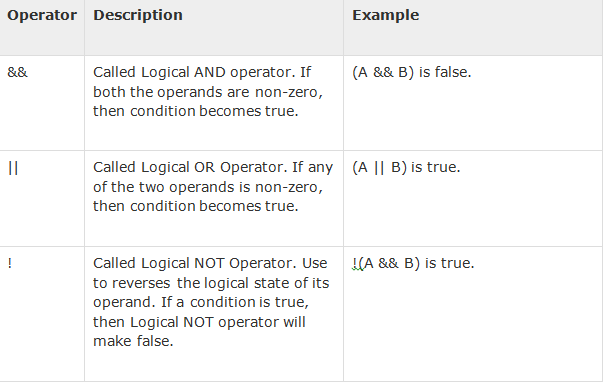 Operator Description Example
&& Called Logical AND operator. If (A && B) is false.
both the operands are non-zero,
then condition becomes true.
|| Called Logical OR Operator. If any (A || B) is true.
of the two operands is non-zero,
then condition becomes true.
! Called Logical NOT Operator. Use !(A && B) is true.
to reverses the logical state of its
operand. If a condition is true,
then Logical NOT operator will
make false.